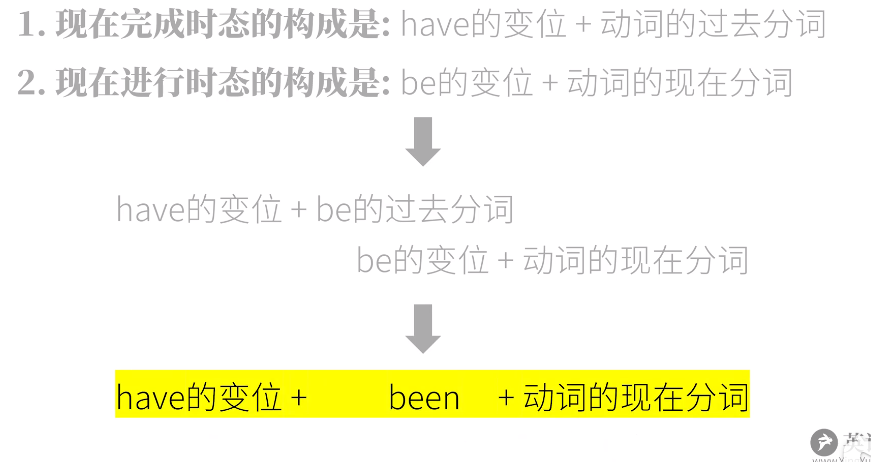 1. 现在完成时态的构成是: have的变位 + 动词的过去分词
2. 现在进行时态的构成是: be的变位 + 动词的现在分词
have的变位 + be的过去分词
be的变位 + 动词的现在分词
have的变位 + been + 动词的现在分词